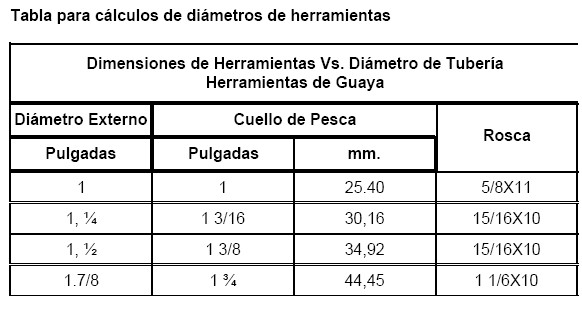 Tabla para cálculos de diámetros de herramientas
Dimensiones de Herramientas Vs. Diámetro de Tubería
Herramientas de Guaya
Diámetro Externo Cuello de Pesca Rosca
Pulgadas Pulgadas mm.
1 1 25.40 5/8X11
1, ¼ 1 3/16 30,16 15/16X10
1, ½ 1 3/8 34,92 15/16X10
1.7/8 1 ¾ 44,45 1 1/6X10